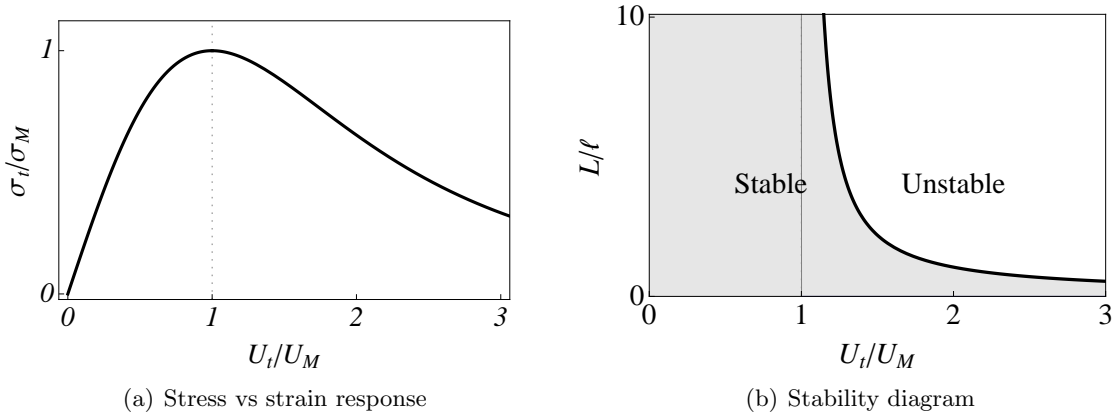 1
σ_t/σ_M
0
0 1 2 3
U_t/U_M
(a) Stress vs strain response
10
L/ℓ
Stable Unstable
0
0 1 2 3
U_t/U_M
(b) Stability diagram